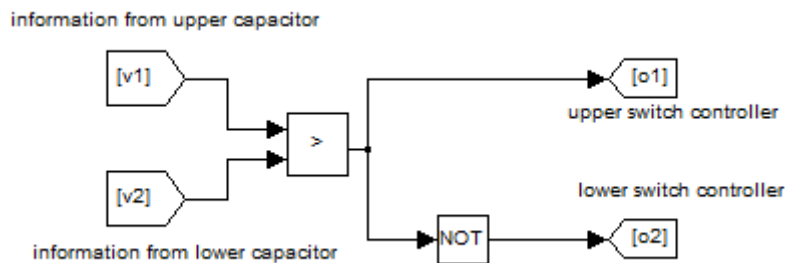 information from upper capacitor
[v1]
[o1]
upper switch controller
>
lower switch controller
[v2]
NOT
[o2]
information from lower capacitor